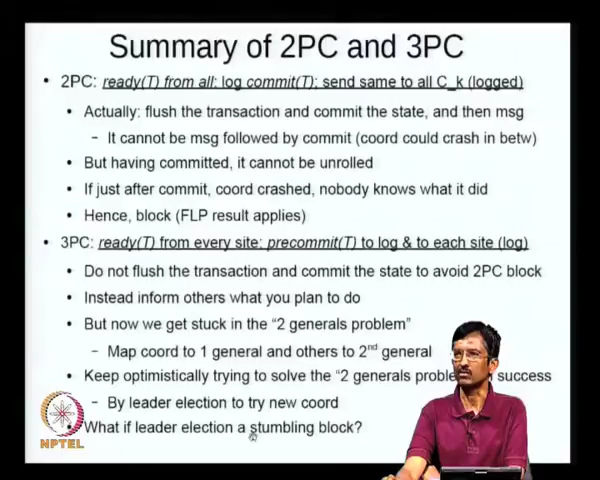 Summary of 2PC and 3PC
2PC: ready(T) from all: log commit(T); send same to all C_k (logged)
Actually: flush the transaction and commit the state, and then msg
It cannot be msg followed by commit (coord could crash in betw)
But having committed, it cannot be unrolled
If just after commit, coord crashed, nobody knows what it did
Hence, block (FLP result applies)
3PC: ready(T) from every site: precommit(T) to log & to each site (log)
Do not flush the transaction and commit the state to avoid 2PC block
Instead inform others what you plan to do
But now we get stuck in the "2 generals problem"
Map coord to 1 general and others to 2nd general
Keep optimistically trying to solve the "2 generals success
By leader election to try new coord
What if leader election a stumbling block?
NPTEL